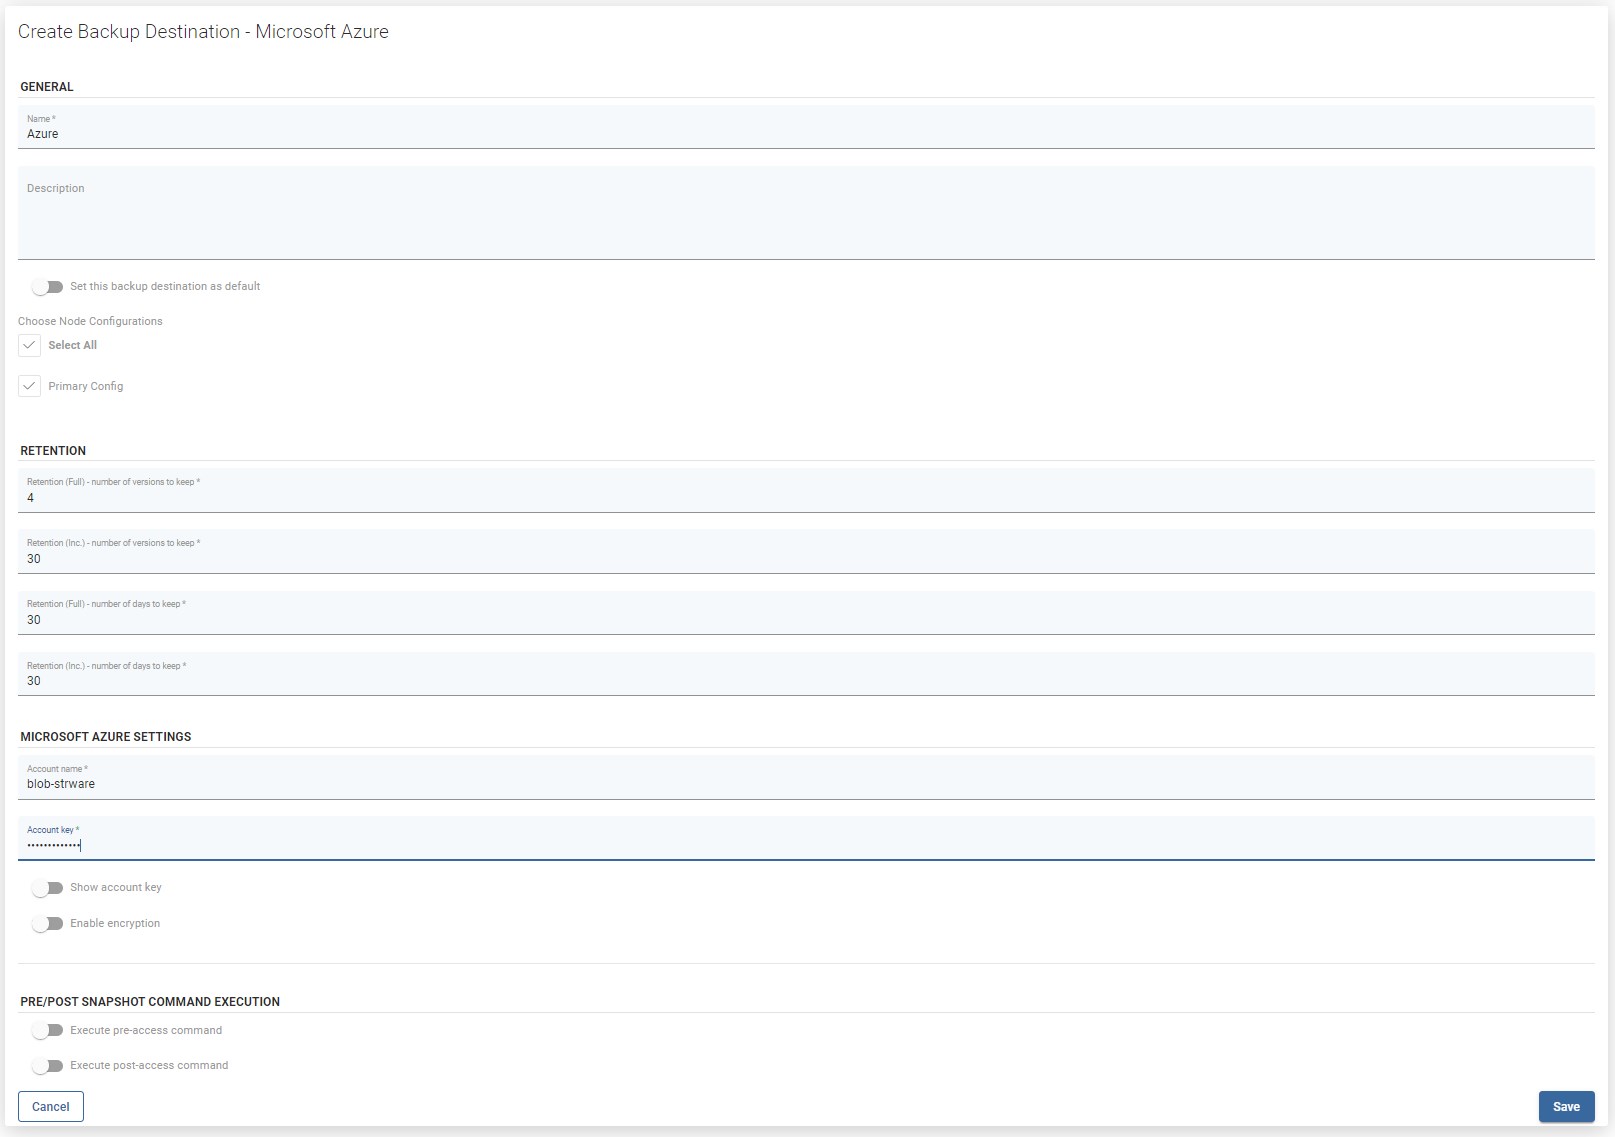 Create Backup Destination - Microsoft Azure
GENERAL
Name *
Azure
Description
Set this backup destination as default
Choose Node Configurations
Select All
Primary Config
RETENTION
Retention (Full) - number of versions to keep *
4
Retention (Inc.) - number of versions to keep *
30
Retention (Full) - number of days to keep *
30
Retention (Inc.) - number of days to keep *
30
MICROSOFT AZURE SETTINGS
Account name *
blob-strware
Account key *
•••••••••••••
Show account key
Enable encryption
PRE/POST SNAPSHOT COMMAND EXECUTION
Execute pre-access command
Execute post-access command
Cancel
Save